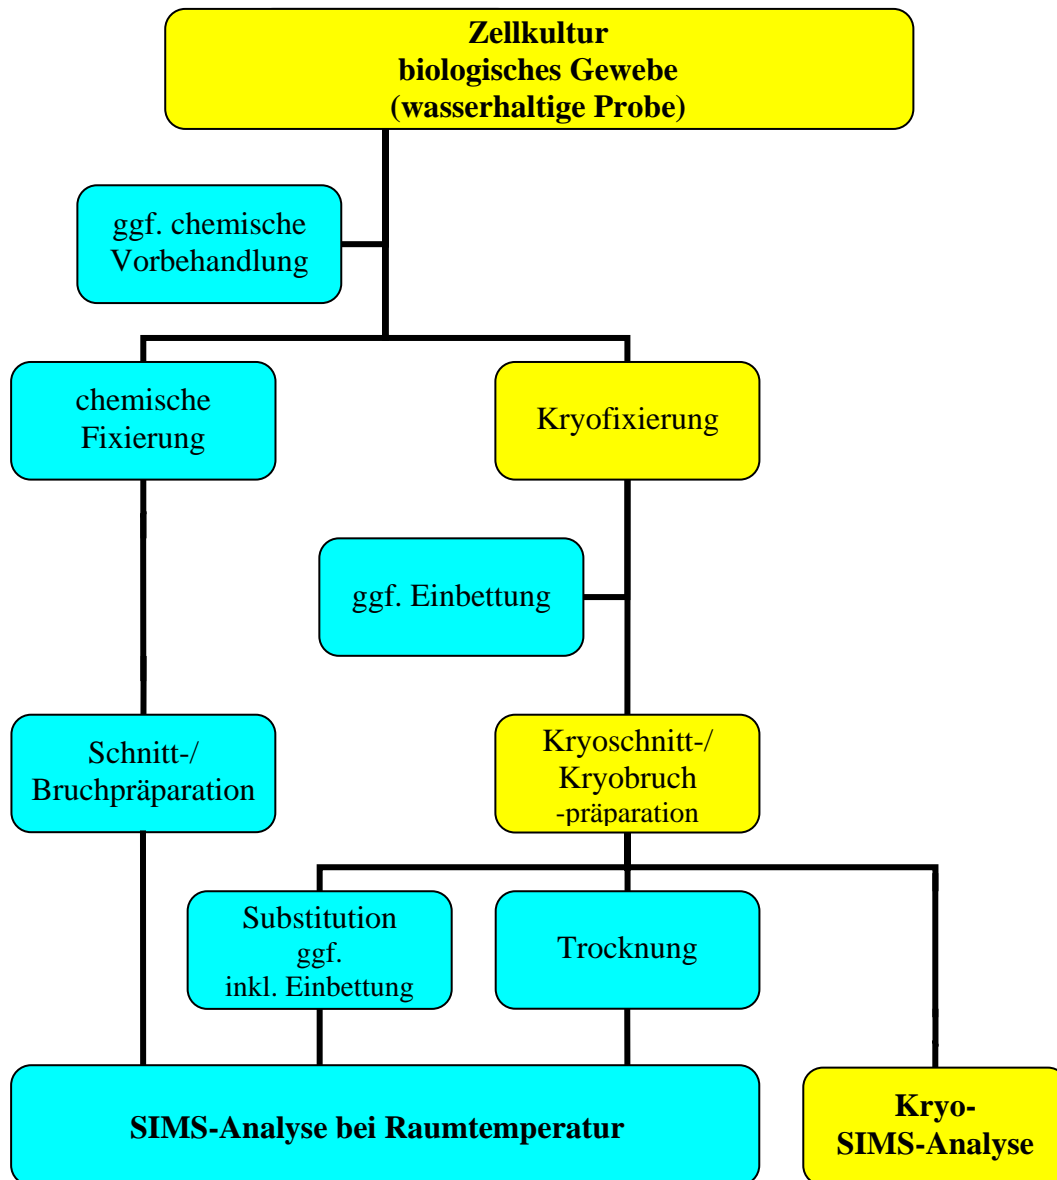 Zellkultur
biologisches Gewebe
(wasserhaltige Probe)
ggf. chemische
Vorbehandlung
chemische
Fixierung
Kryofixierung
ggf. Einbettung
Schnitt-/
Bruchpräparation
Kryoschnitt-/
Kryobruch
-präparation
Substitution
ggf.
inkl. Einbettung
Trocknung
SIMS-Analyse bei Raumtemperatur
Kryo-
SIMS-Analyse